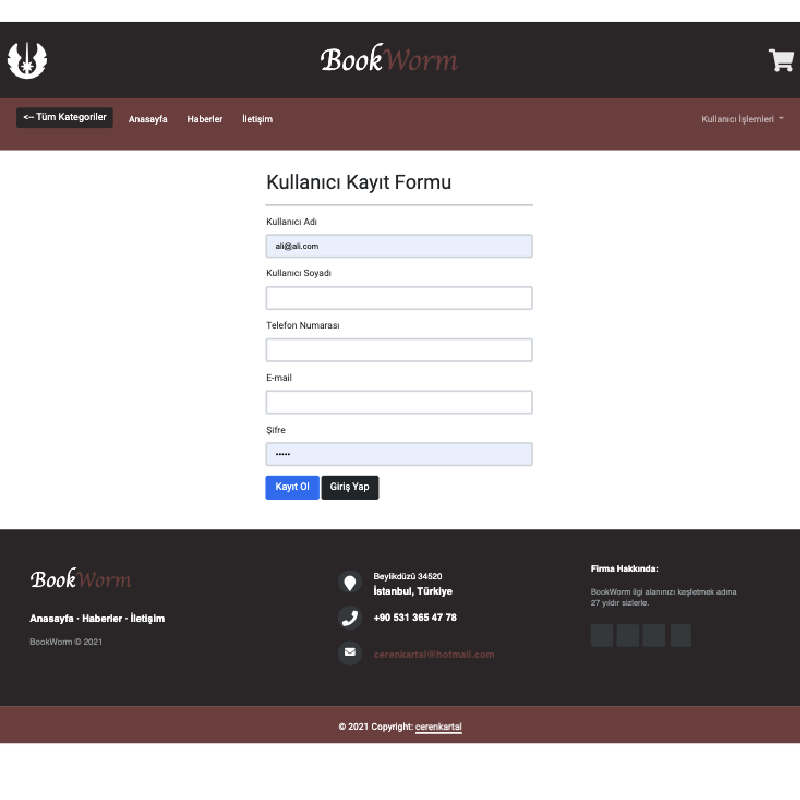 BookWorm
<-- Tüm Kategoriler
Anasayfa
Haberler
İletişim
Kullanıcı İşlemleri
Kullanıcı Kayıt Formu
Kullanıcı Adı
ali@ali.com
Kullanıcı Soyadı
Telefon Numarası
E-mail
Şifre
•••••
Kayıt Ol
Giriş Yap
BookWorm
Anasayfa - Haberler - İletişim
BookWorm © 2021
Beylikdüzü 34520
İstanbul, Türkiye
+90 531 365 47 78
cerenkartal@hotmail.com
Firma Hakkında:
BookWorm ilgi alanınızı keşfetmek adına
27 yıldır sizlerle.
© 2021 Copyright: cerenkartal